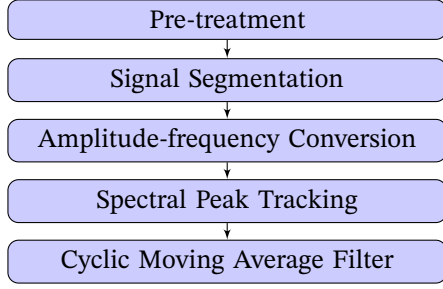 Pre-treatment
Signal Segmentation
Amplitude-frequency Conversion
Spectral Peak Tracking
Cyclic Moving Average Filter